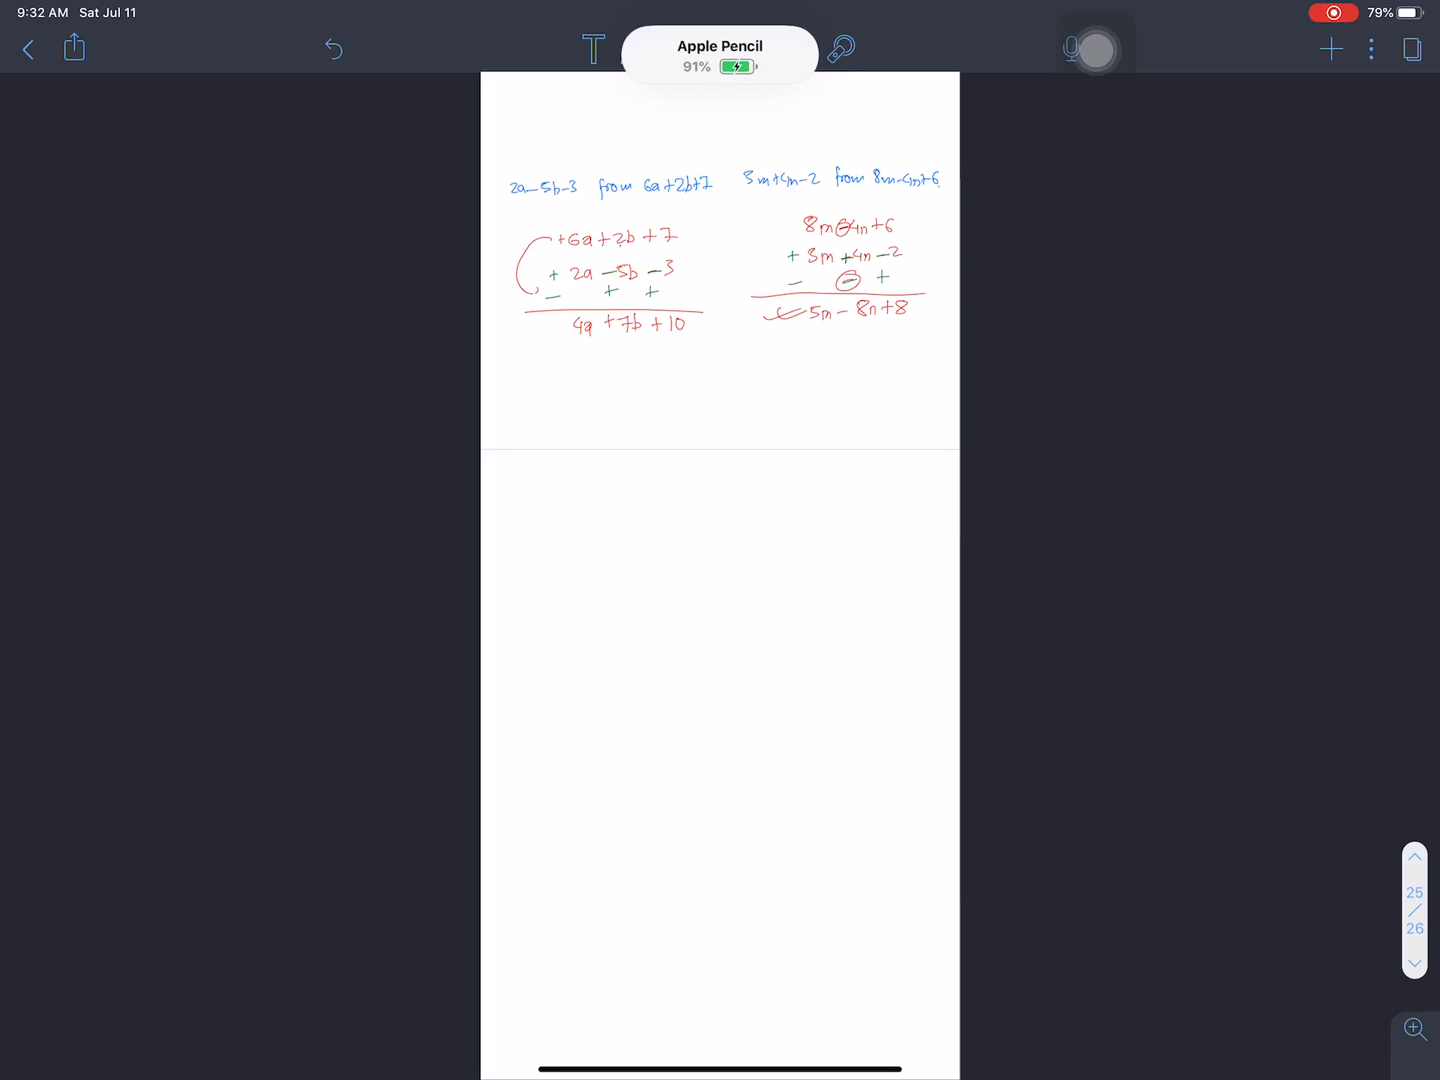 9:32 AM Sat Jul 11
79%
Apple Pencil
91%
2a-5b-3 from 6a+2b+7
3m+4n-2 from 8m-4n+6
+6a+2b+7
+ 2a -5b -3
- + +
4a +7b +10
8m-4n+6
+ 3m +4n -2
- - +
5m - 8n+8
25
/
26